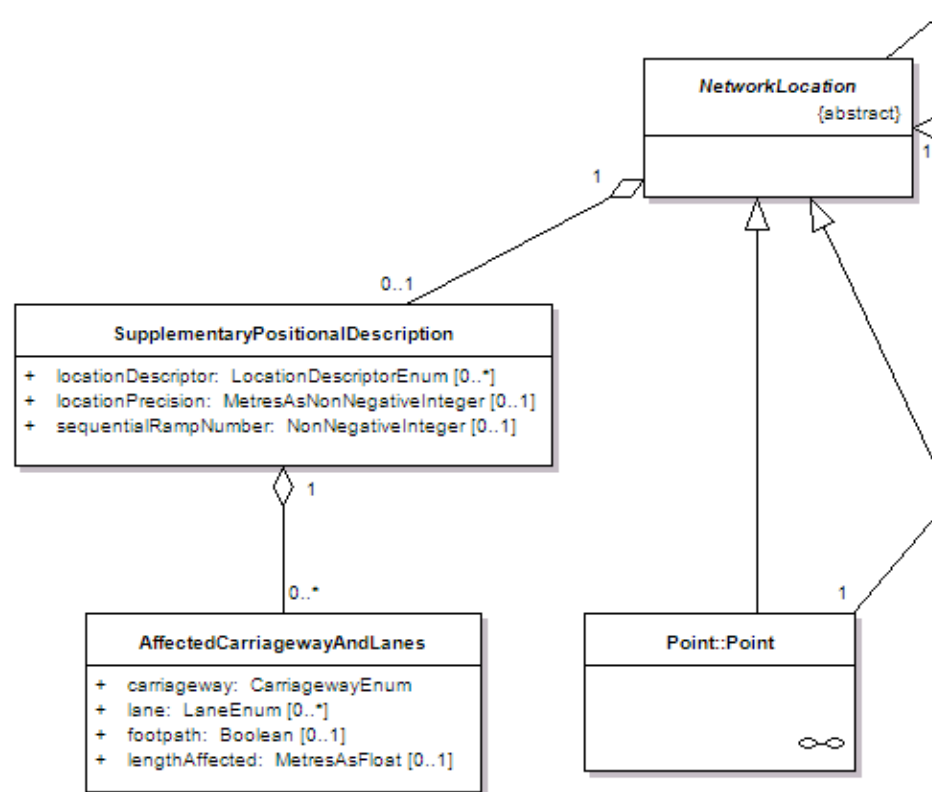 NetworkLocation
{abstract}
1
1
0..1
SupplementaryPositionalDescription
+ locationDescriptor: LocationDescriptorEnum [0..*]
+ locationPrecision: MetresAsNonNegativeInteger [0..1]
+ sequentialRampNumber: NonNegativeInteger [0..1]
1
0..*
1
AffectedCarriagewayAndLanes
+ carriageway: CarriagewayEnum
+ lane: LaneEnum [0..*]
+ footpath: Boolean [0..1]
+ lengthAffected: MetresAsFloat [0..1]
Point::Point